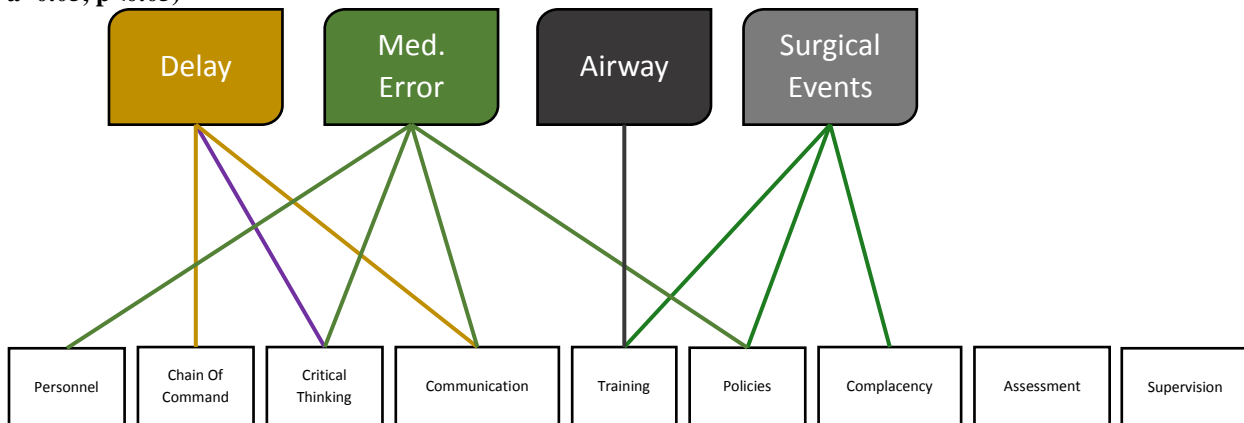 Delay
Med.
Error
Airway
Surgical
Events
Personnel
Chain Of
Command
Critical
Thinking
Communication
Training
Policies
Complacency
Assessment
Supervision